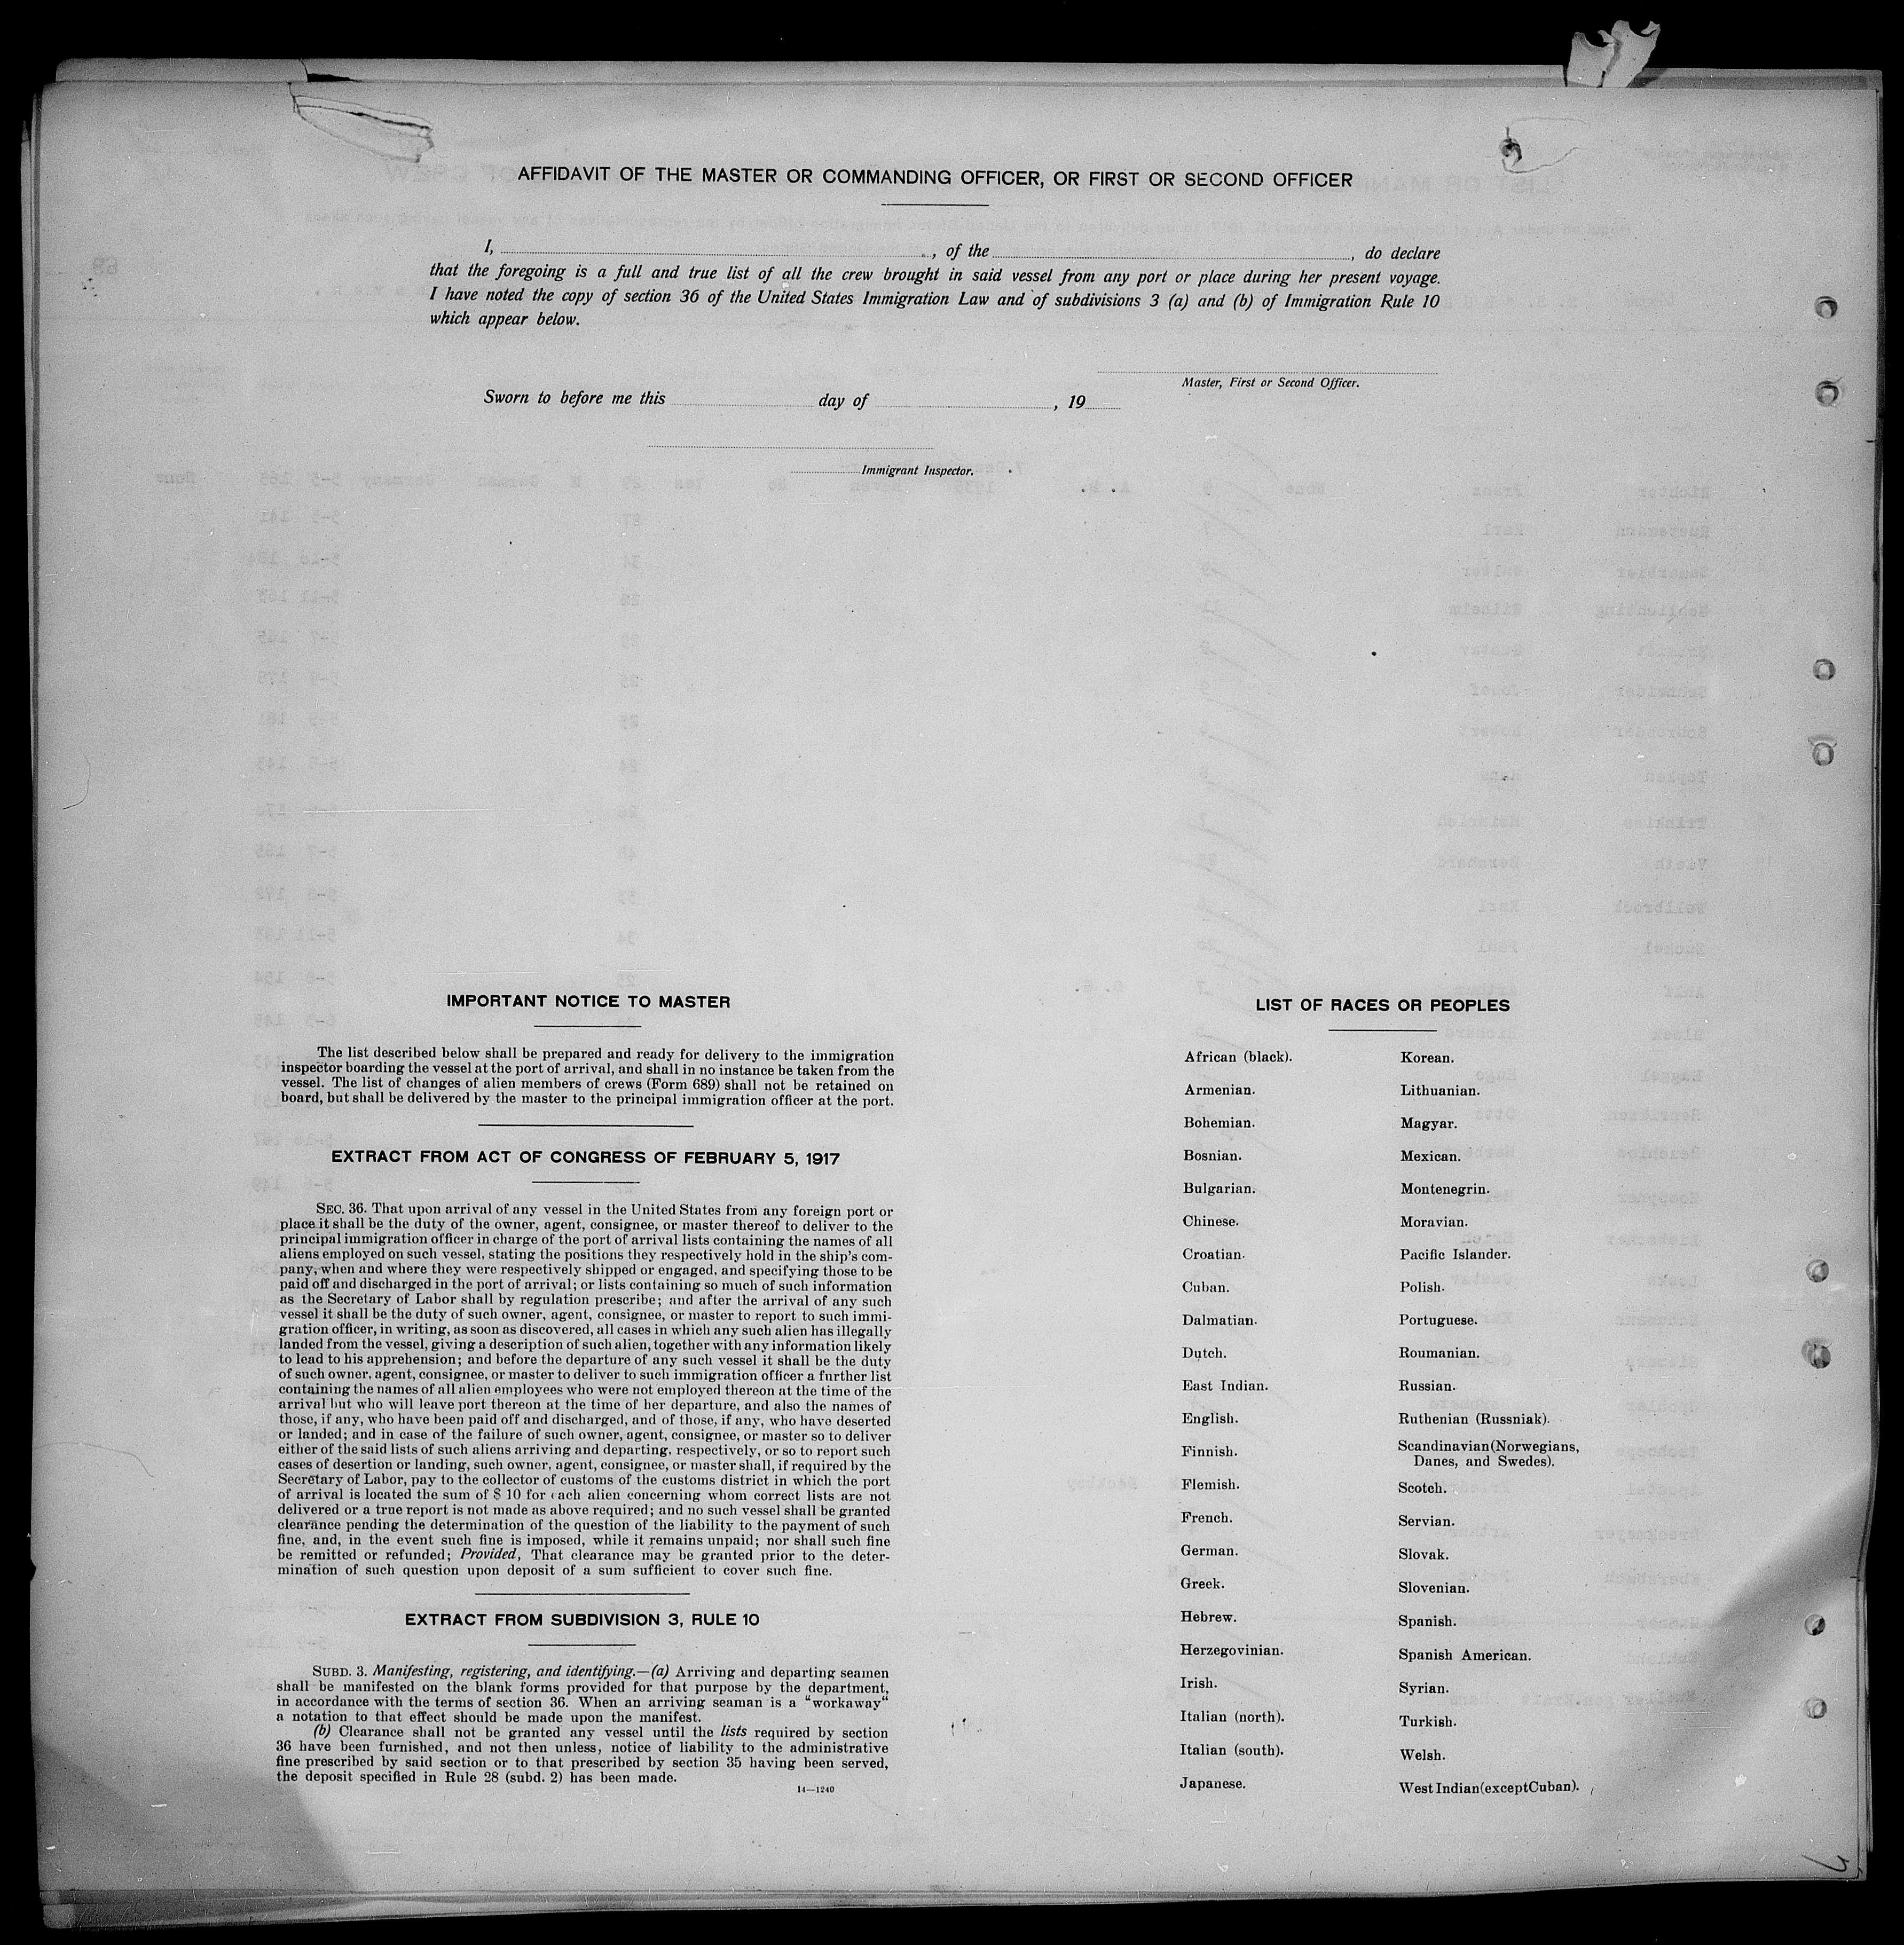 AFFIDAVIT OF THE MASTER OR COMMANDING OFFICER, OR FIRST OR SECOND OFFICER
I, , of the , do declare
that the foregoing is a full and true list of all the crew brought in said vessel from any port or place during her present voyage.
I have noted the copy of section 36 of the United States Immigration Law and of subdivisions 3 (a) and (b) of Immigration Rule 10
which appear below.
Master, First or Second Officer.
Sworn to before me this day of , 19
Immigrant Inspector.
IMPORTANT NOTICE TO MASTER
The list described below shall be prepared and ready for delivery to the immigration
inspector boarding the vessel at the port of arrival, and shall in no instance be taken from the
vessel. The list of changes of alien members of crews (Form 689) shall not be retained on
board, but shall be delivered by the master to the principal immigration officer at the port.
EXTRACT FROM ACT OF CONGRESS OF FEBRUARY 5, 1917
SEC. 36. That upon arrival of any vessel in the United States from any foreign port or
place it shall be the duty of the owner, agent, consignee, or master thereof to deliver to the
principal immigration officer in charge of the port of arrival lists containing the names of all
aliens employed on such vessel, stating the positions they respectively hold in the ship's com-
pany, when and where they were respectively shipped or engaged, and specifying those to be
paid off and discharged in the port of arrival; or lists containing so much of such information
as the Secretary of Labor shall by regulation prescribe; and after the arrival of any such
vessel it shall be the duty of such owner, agent, consignee, or master to report to such immi-
gration officer, in writing, as soon as discovered, all cases in which any such alien has illegally
landed from the vessel, giving a description of such alien, together with any information likely
to lead to his apprehension; and before the departure of any such vessel it shall be the duty
of such owner, agent, consignee, or master to deliver to such immigration officer a further list
containing the names of all alien employees who were not employed thereon at the time of the
arrival but who will leave port thereon at the time of her departure, and also the names of
those, if any, who have been paid off and discharged, and of those, if any, who have deserted
or landed; and in case of the failure of such owner, agent, consignee, or master so to deliver
either of the said lists of such aliens arriving and departing, respectively, or so to report such
cases of desertion or landing, such owner, agent, consignee, or master shall, if required by the
Secretary of Labor, pay to the collector of customs of the customs district in which the port
of arrival is located the sum of $ 10 for each alien concerning whom correct lists are not
delivered or a true report is not made as above required; and no such vessel shall be granted
clearance pending the determination of the question of the liability to the payment of such
fine, and, in the event such fine is imposed, while it remains unpaid; nor shall such fine
be remitted or refunded; Provided, That clearance may be granted prior to the deter-
mination of such question upon deposit of a sum sufficient to cover such fine.
EXTRACT FROM SUBDIVISION 3, RULE 10
SUBD. 3. Manifesting, registering, and identifying.—(a) Arriving and departing seamen
shall be manifested on the blank forms provided for that purpose by the department,
in accordance with the terms of section 36. When an arriving seaman is a "workaway"
a notation to that effect should be made upon the manifest.
(b) Clearance shall not be granted any vessel until the lists required by section
36 have been furnished, and not then unless, notice of liability to the administrative
fine prescribed by said section or to that prescribed by section 35 having been served,
the deposit specified in Rule 28 (subd. 2) has been made.
14—1240
LIST OF RACES OR PEOPLES
African (black).
Armenian.
Bohemian.
Bosnian.
Bulgarian.
Chinese.
Croatian.
Cuban.
Dalmatian.
Dutch.
East Indian.
English.
Finnish.
Flemish.
French.
German.
Greek.
Hebrew.
Herzegovinian.
Irish.
Italian (north).
Italian (south).
Japanese.
Korean.
Lithuanian.
Magyar.
Mexican.
Montenegrin.
Moravian.
Pacific Islander.
Polish.
Portuguese.
Roumanian.
Russian.
Ruthenian (Russniak).
Scandinavian(Norwegians,
Danes, and Swedes).
Scotch.
Servian.
Slovak.
Slovenian.
Spanish.
Spanish American.
Syrian.
Turkish.
Welsh.
West Indian(except Cuban).